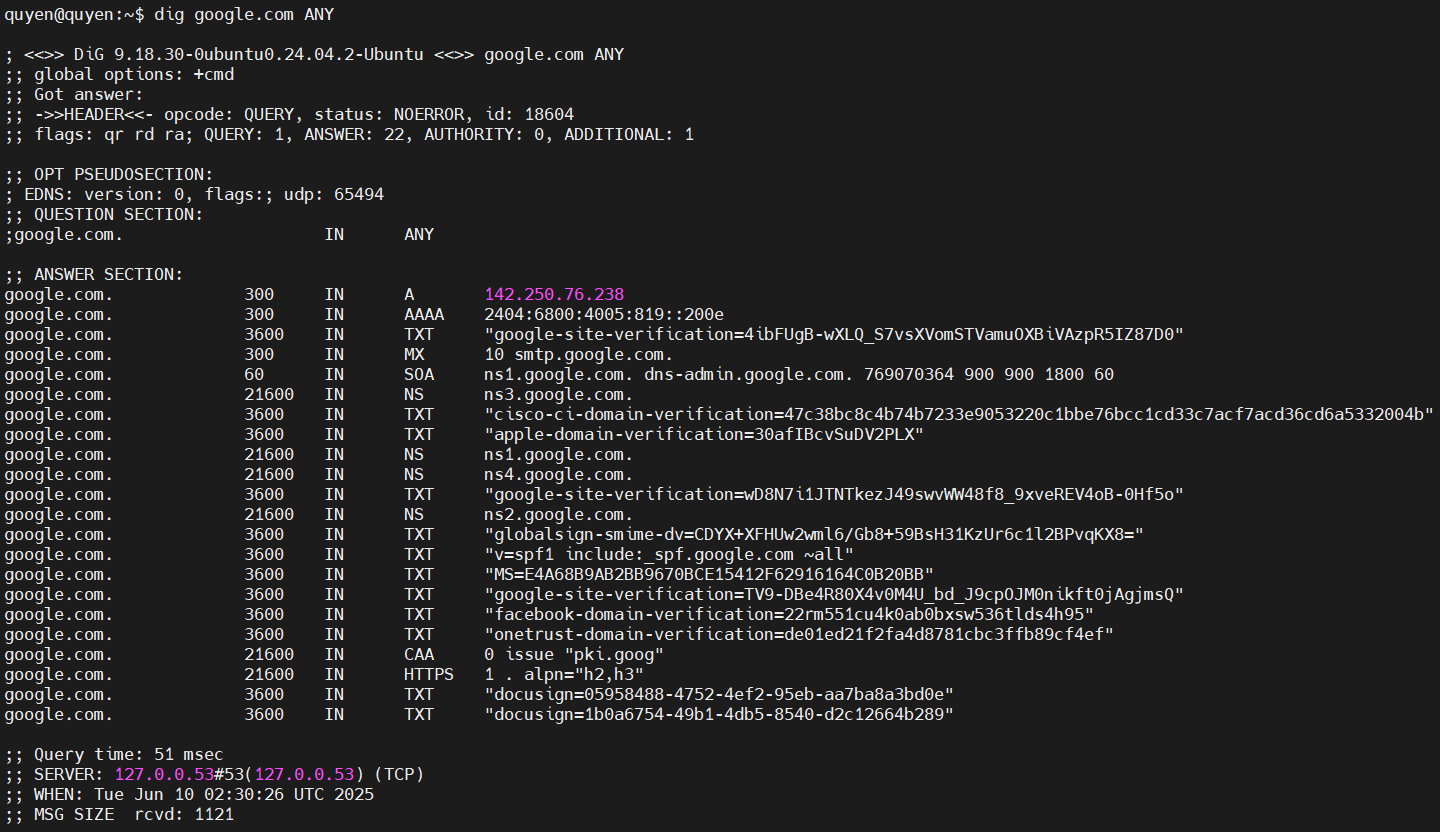 quyen@quyen:~$ dig google.com ANY

; <<>> DiG 9.18.30-0ubuntu0.24.04.2-Ubuntu <<>> google.com ANY
;; global options: +cmd
;; Got answer:
;; ->>HEADER<<- opcode: QUERY, status: NOERROR, id: 18604
;; flags: qr rd ra; QUERY: 1, ANSWER: 22, AUTHORITY: 0, ADDITIONAL: 1

;; OPT PSEUDOSECTION:
; EDNS: version: 0, flags:; udp: 65494
;; QUESTION SECTION:
;google.com.                    IN      ANY

;; ANSWER SECTION:
google.com.             300     IN      A       142.250.76.238
google.com.             300     IN      AAAA    2404:6800:4005:819::200e
google.com.             3600    IN      TXT     "google-site-verification=4ibFUgB-wXLQ_S7vsXVomSTVamuOXBiVAzpR5IZ87D0"
google.com.             300     IN      MX      10 smtp.google.com.
google.com.             60      IN      SOA     ns1.google.com. dns-admin.google.com. 769070364 900 900 1800 60
google.com.             21600   IN      NS      ns3.google.com.
google.com.             3600    IN      TXT     "cisco-ci-domain-verification=47c38bc8c4b74b7233e9053220c1bbe76bcc1cd33c7acf7acd36cd6a5332004b"
google.com.             3600    IN      TXT     "apple-domain-verification=30afIBcvSuDV2PLX"
google.com.             21600   IN      NS      ns1.google.com.
google.com.             21600   IN      NS      ns4.google.com.
google.com.             3600    IN      TXT     "google-site-verification=wD8N7i1JTNTkezJ49swvWW48f8_9xveREV4oB-0Hf5o"
google.com.             21600   IN      NS      ns2.google.com.
google.com.             3600    IN      TXT     "globalsign-smime-dv=CDYX+XFHUw2wml6/Gb8+59BsH31KzUr6c1l2BPvqKX8="
google.com.             3600    IN      TXT     "v=spf1 include:_spf.google.com ~all"
google.com.             3600    IN      TXT     "MS=E4A68B9AB2BB9670BCE15412F62916164C0B20BB"
google.com.             3600    IN      TXT     "google-site-verification=TV9-DBe4R80X4v0M4U_bd_J9cpOJM0nikft0jAgjmsQ"
google.com.             3600    IN      TXT     "facebook-domain-verification=22rm551cu4k0ab0bxsw536tlds4h95"
google.com.             3600    IN      TXT     "onetrust-domain-verification=de01ed21f2fa4d8781cbc3ffb89cf4ef"
google.com.             21600   IN      CAA     0 issue "pki.goog"
google.com.             21600   IN      HTTPS   1 . alpn="h2,h3"
google.com.             3600    IN      TXT     "docusign=05958488-4752-4ef2-95eb-aa7ba8a3bd0e"
google.com.             3600    IN      TXT     "docusign=1b0a6754-49b1-4db5-8540-d2c12664b289"

;; Query time: 51 msec
;; SERVER: 127.0.0.53#53(127.0.0.53) (TCP)
;; WHEN: Tue Jun 10 02:30:26 UTC 2025
;; MSG SIZE  rcvd: 1121